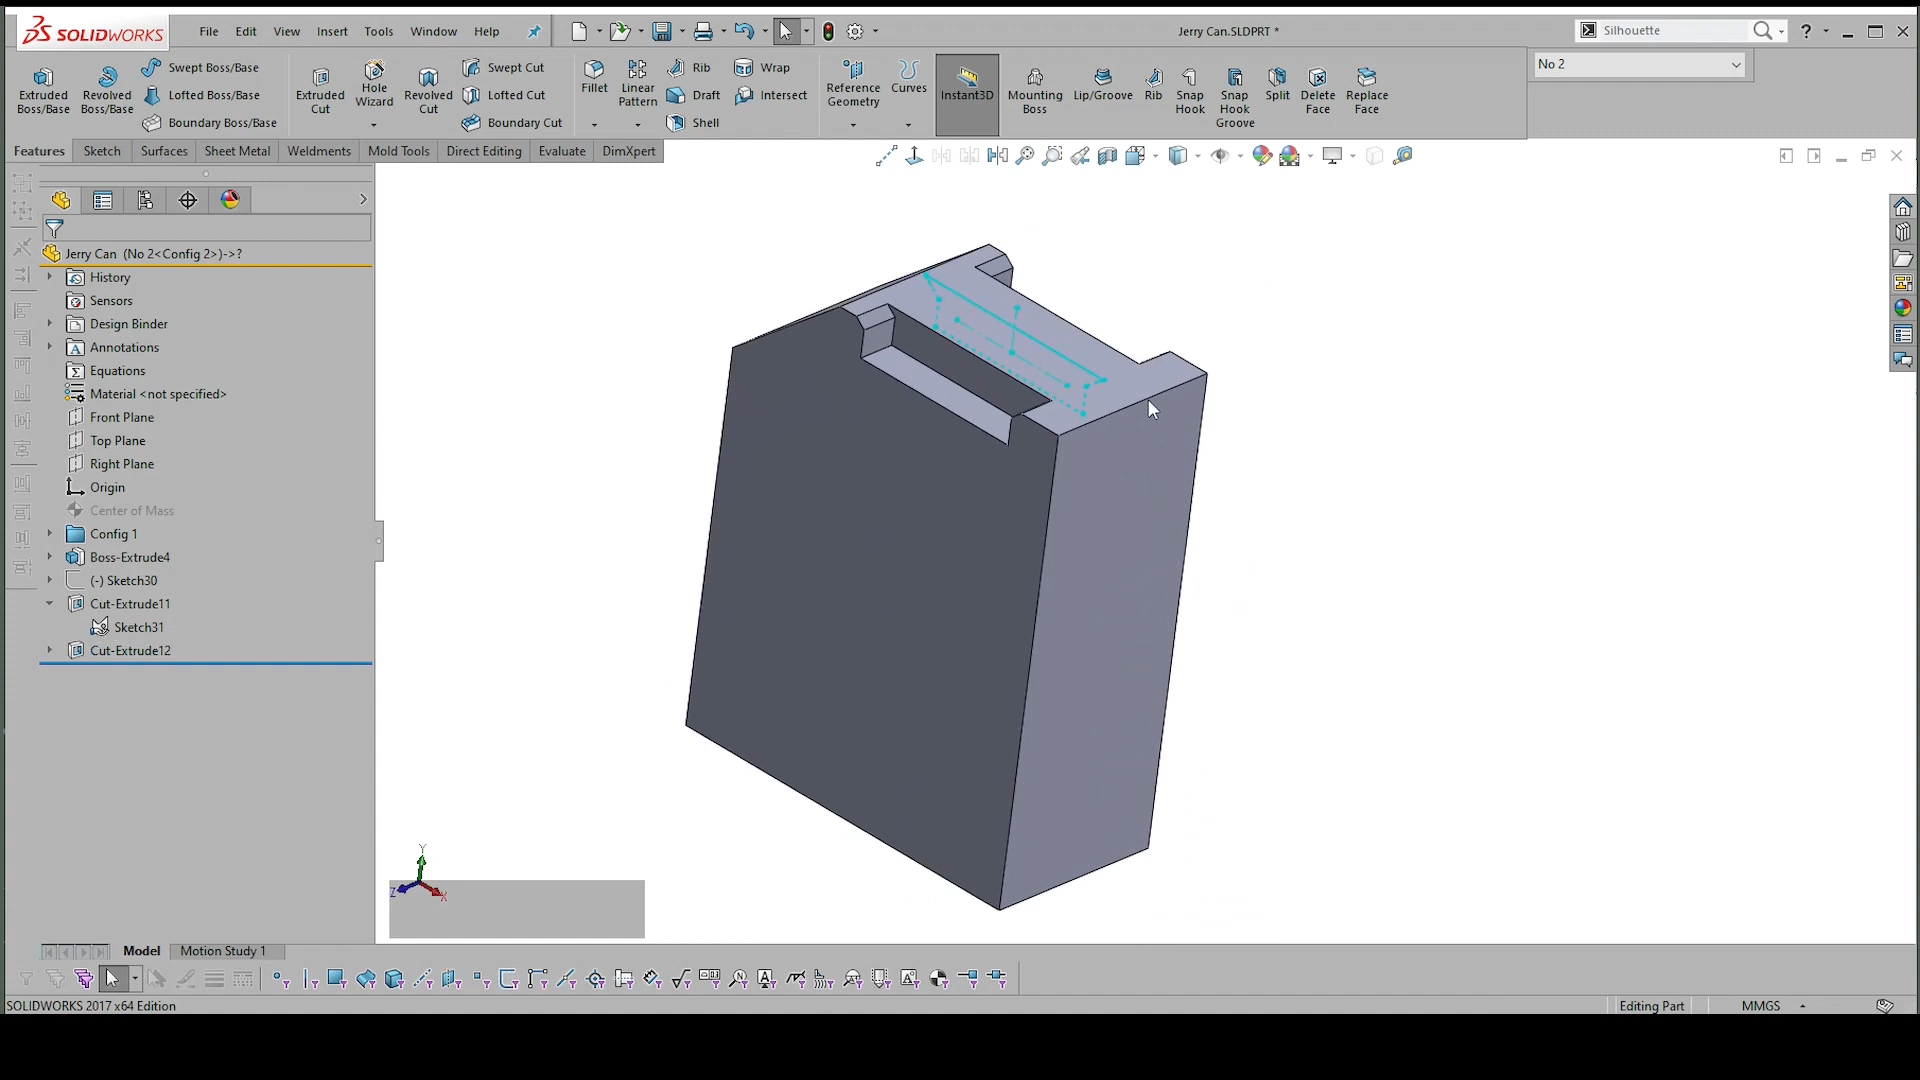 SOLIDWORKS File Edit View Insert Tools Window Help Jerry Can.SLDPRT * Silhouette ?
Swept Boss/Base Swept Cut Rib Wrap No 2
Extruded Boss/Base Revolved Boss/Base Lofted Boss/Base Extruded Cut Hole Wizard Revolved Cut Lofted Cut Fillet Linear Pattern Draft Intersect Reference Geometry Curves Instant3D Mounting Boss Lip/Groove Rib Snap Hook Snap Hook Groove Split Delete Face Replace Face
Boundary Boss/Base Boundary Cut Shell
Features Sketch Surfaces Sheet Metal Weldments Mold Tools Direct Editing Evaluate DimXpert
Jerry Can (No 2<Config 2>)->?
History
Sensors
Design Binder
A Annotations
Equations
Material <not specified>
Front Plane
Top Plane
Right Plane
Origin
Center of Mass
Config 1
Boss-Extrude4
(-) Sketch30
Cut-Extrude11
Sketch31
Cut-Extrude12
Y
Z X
Model Motion Study 1
SOLIDWORKS 2017 x64 Edition Editing Part MMGS